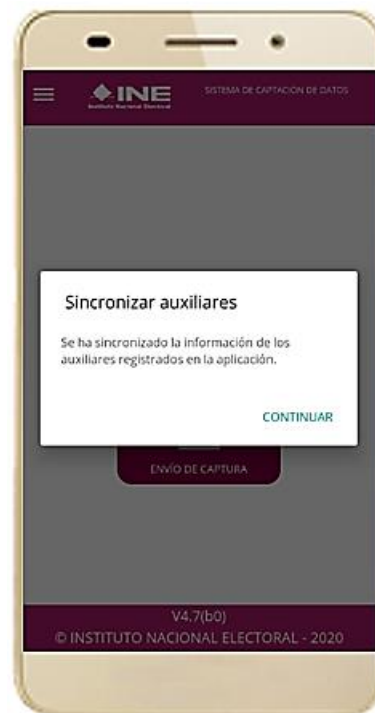 INE
Instituto Nacional Electoral
SISTEMA DE CAPTACIÓN DE DATOS
Sincronizar auxiliares
Se ha sincronizado la información de los
auxiliares registrados en la aplicación.
CONTINUAR
ENVÍO DE CAPTURA
V4.7(b0)
© INSTITUTO NACIONAL ELECTORAL - 2020